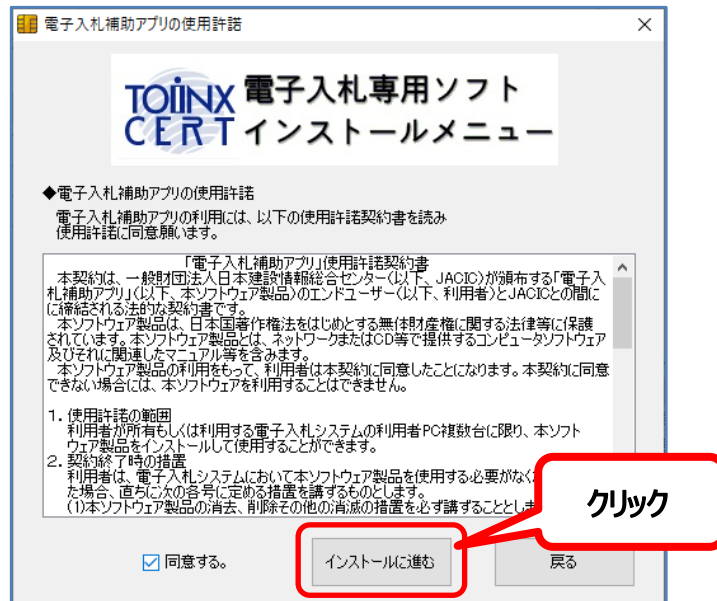 電子入札補助アプリの使用許諾
TOiNX 電子入札専用ソフト
CERT インストールメニュー
◆電子入札補助アプリの使用許諾
電子入札補助アプリの利用には、以下の使用許諾契約書を読み
使用許諾に同意願います。
「電子入札補助アプリ」使用許諾契約書
本契約は、一般財団法人日本建設情報総合センター(以下、JACIC)が頒布する「電子入
札補助アプリ」(以下、本ソフトウェア製品)のエンドユーザー(以下、利用者)とJACICとの間に
に締結される法的な契約書です。
本ソフトウェア製品は、日本国著作権法をはじめとする無体財産権に関する法律等に保護
されています。本ソフトウェア製品とは、ネットワークまたはCD等で提供するコンピュータソフトウェア
及びそれに関連したマニュアル等を含みます。
本ソフトウェア製品の利用をもって、利用者は本契約に同意したことになります。本契約に同意
できない場合には、本ソフトウェアを利用することはできません。
1. 使用許諾の範囲
利用者が所有もしくは利用する電子入札システムの利用者PC複数台に限り、本ソフト
ウェア製品をインストールして使用することができます。
2. 契約終了時の措置
利用者は、電子入札システムにおいて本ソフトウェア製品を使用する必要がなく
た場合、直ちに次の各号に定める措置を講ずるものとします。
(1)本ソフトウェア製品の消去、削除その他の消滅の措置を必ず講ずることとしま
クリック
同意する。
インストールに進む
戻る